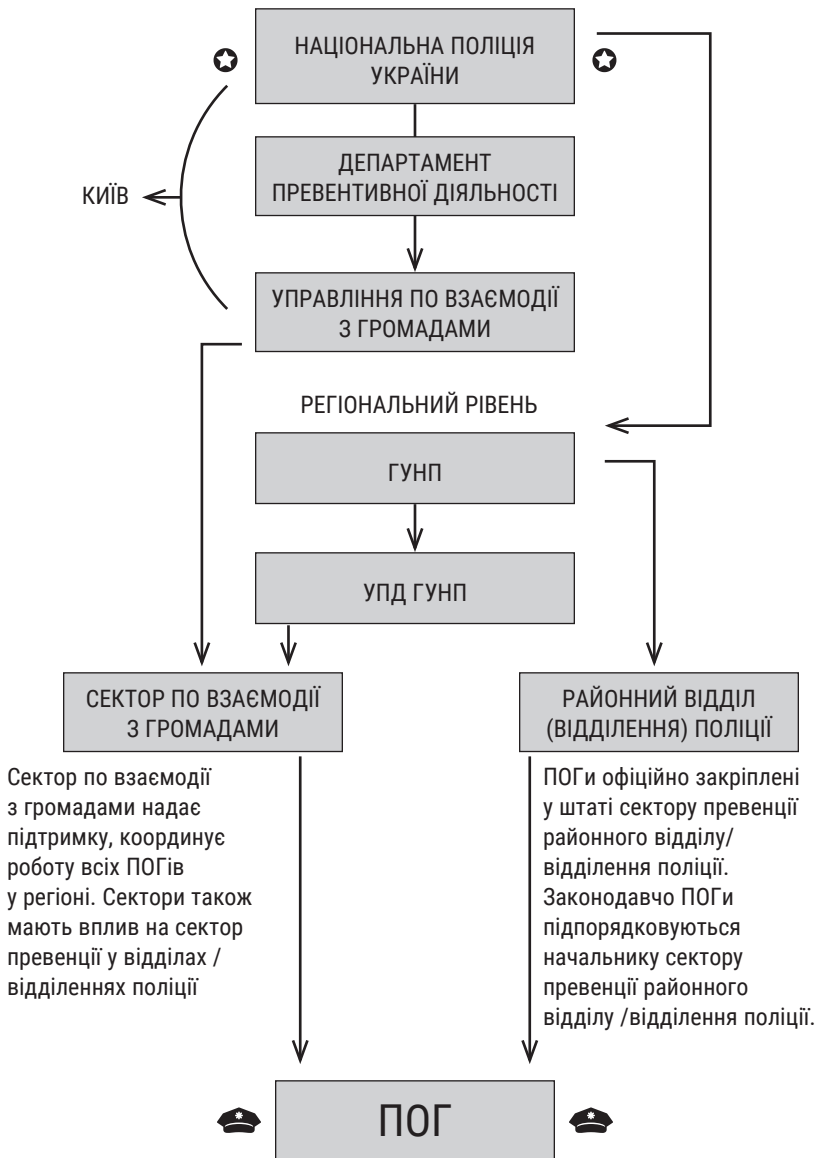 НАЦІОНАЛЬНА ПОЛІЦІЯ
УКРАЇНИ
ДЕПАРТАМЕНТ
ПРЕВЕНТИВНОЇ ДІЯЛЬНОСТІ
КИЇВ
УПРАВЛІННЯ ПО ВЗАЄМОДІЇ
З ГРОМАДАМИ
РЕГІОНАЛЬНИЙ РІВЕНЬ
ГУНП
УПД ГУНП
СЕКТОР ПО ВЗАЄМОДІЇ
З ГРОМАДАМИ
Сектор по взаємодії
з громадами надає
підтримку, координує
роботу всіх ПОГів
у регіоні. Сектори також
мають вплив на сектор
превенції у відділах /
відділеннях поліції
РАЙОННИЙ ВІДДІЛ
(ВІДДІЛЕННЯ) ПОЛІЦІЇ
ПОГи офіційно закріплені
у штаті сектору превенції
районного відділу/
відділення поліції.
Законодавчо ПОГи
підпорядковуються
начальнику сектору
превенції районного
відділу /відділення поліції.
ПОГ